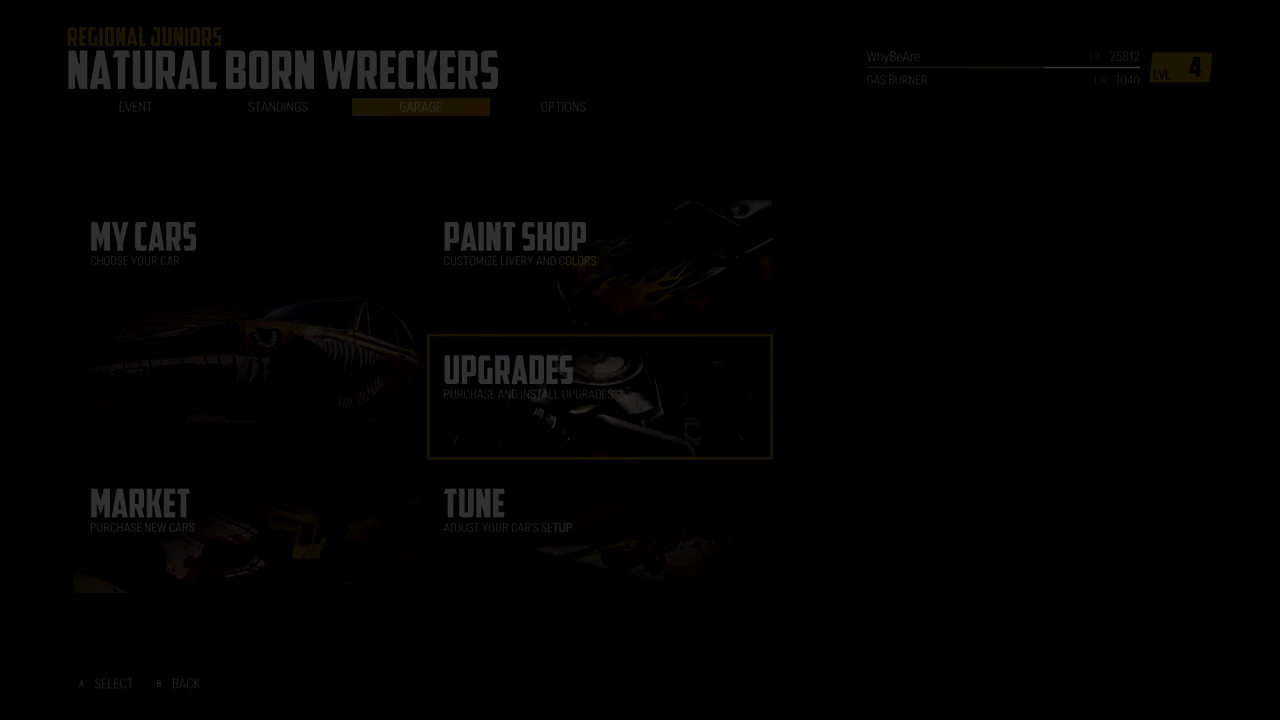 REGIONAL JUNIORS
NATURAL BORN WRECKERS
EVENT STANDINGS GARAGE OPTIONS
WhyBeAre LX 25812
GAS BURNER CR 1040
LVL 4
MY CARS
CHOOSE YOUR CAR
PAINT SHOP
CUSTOMIZE LIVERY AND COLORS
UPGRADES
PURCHASE AND INSTALL UPGRADES
MARKET
PURCHASE NEW CARS
TUNE
ADJUST YOUR CAR'S SETUP
A SELECT B BACK